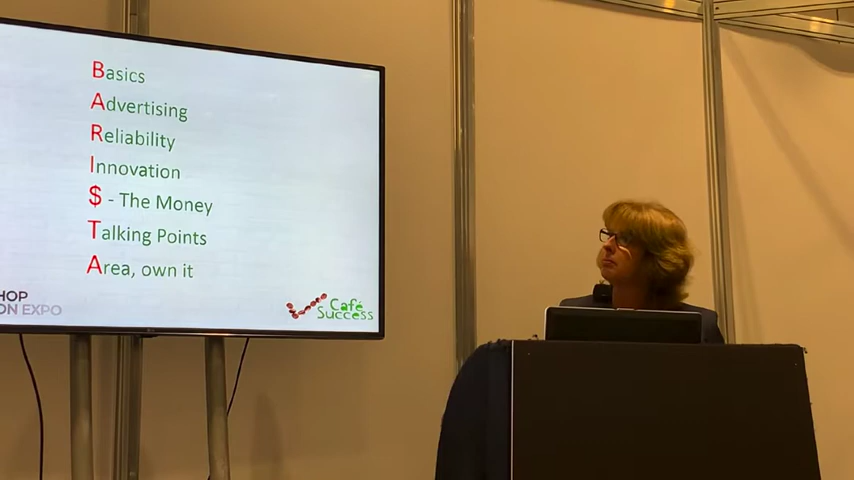 Basics
Advertising
Reliability
Innovation
$ - The Money
Talking Points
Area, own it
HOP
ON EXPO
Café
Success